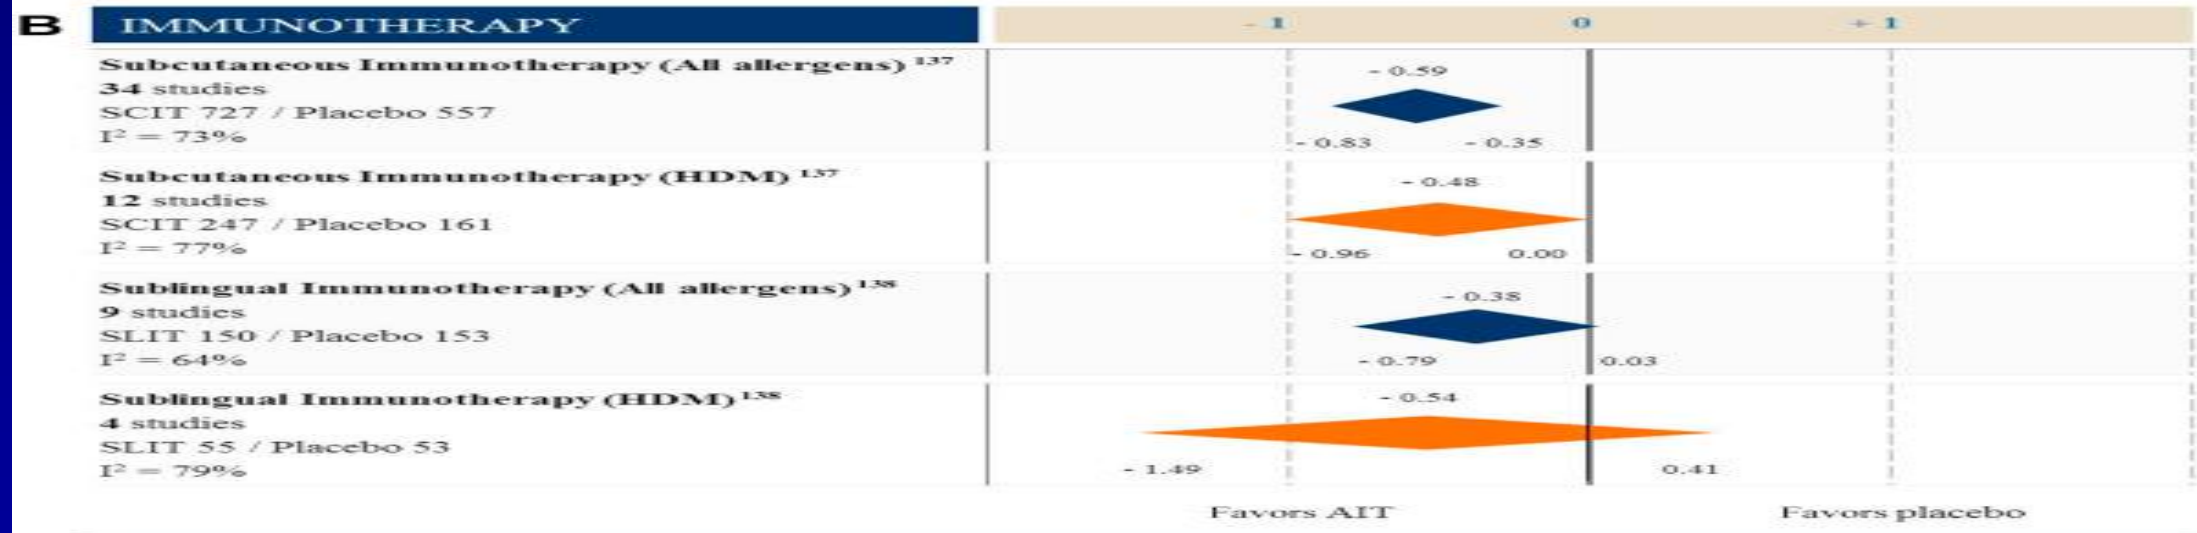 B IMMUNOTHERAPY - 1 0 + 1
Subcutaneous Immunotherapy (All allergens) 137
34 studies
SCIT 727 / Placebo 557
I² = 73%
- 0.59
- 0.83 - 0.35
Subcutaneous Immunotherapy (HDM) 137
12 studies
SCIT 247 / Placebo 161
I² = 77%
- 0.48
- 0.96 0.00
Sublingual Immunotherapy (All allergens) 138
9 studies
SLIT 150 / Placebo 153
I² = 64%
- 0.38
- 0.79 0.03
Sublingual Immunotherapy (HDM) 138
4 studies
SLIT 55 / Placebo 53
I² = 79%
- 0.54
- 1.49 0.41
Favors AIT Favors placebo